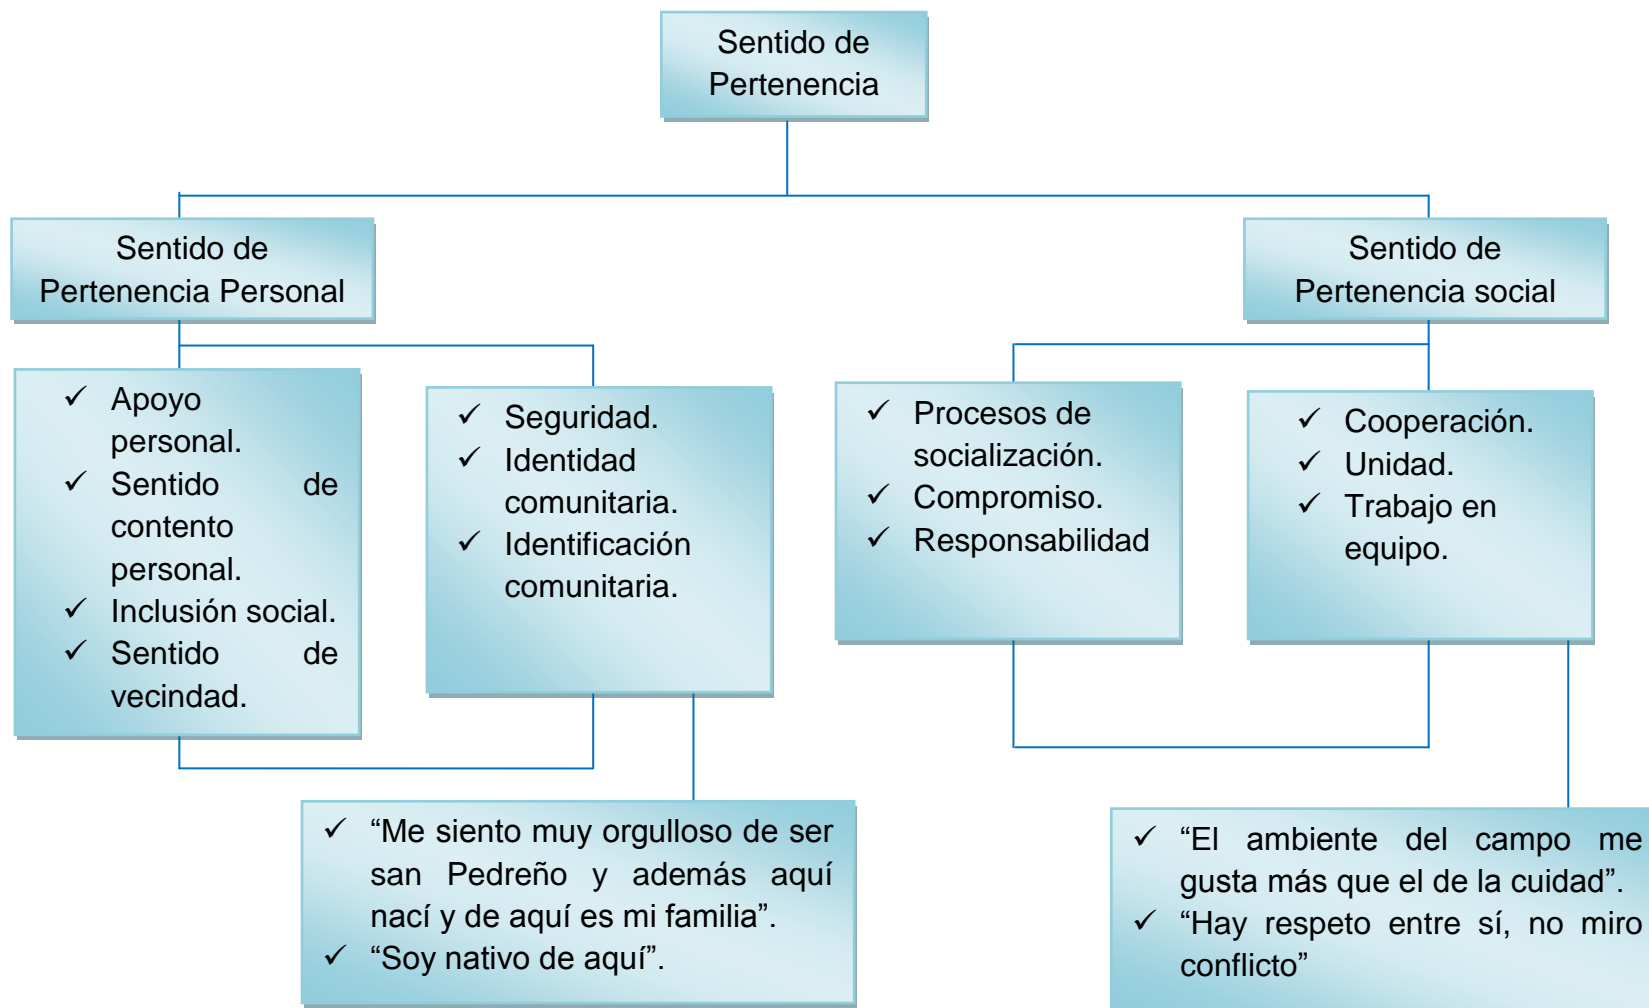 Sentido de
Pertenencia
Sentido de
Pertenencia Personal
Sentido de
Pertenencia social
✓ Apoyo
personal.
✓ Sentido de
contento
personal.
✓ Inclusión social.
✓ Sentido de
vecindad.
✓ Seguridad.
✓ Identidad
comunitaria.
✓ Identificación
comunitaria.
✓ Procesos de
socialización.
✓ Compromiso.
✓ Responsabilidad
✓ Cooperación.
✓ Unidad.
✓ Trabajo en
equipo.
✓ “Me siento muy orgulloso de ser
san Pedreño y además aquí
nací y de aquí es mi familia”.
✓ “Soy nativo de aquí”.
✓ “El ambiente del campo me
gusta más que el de la cuidad”.
✓ “Hay respeto entre sí, no miro
conflicto”